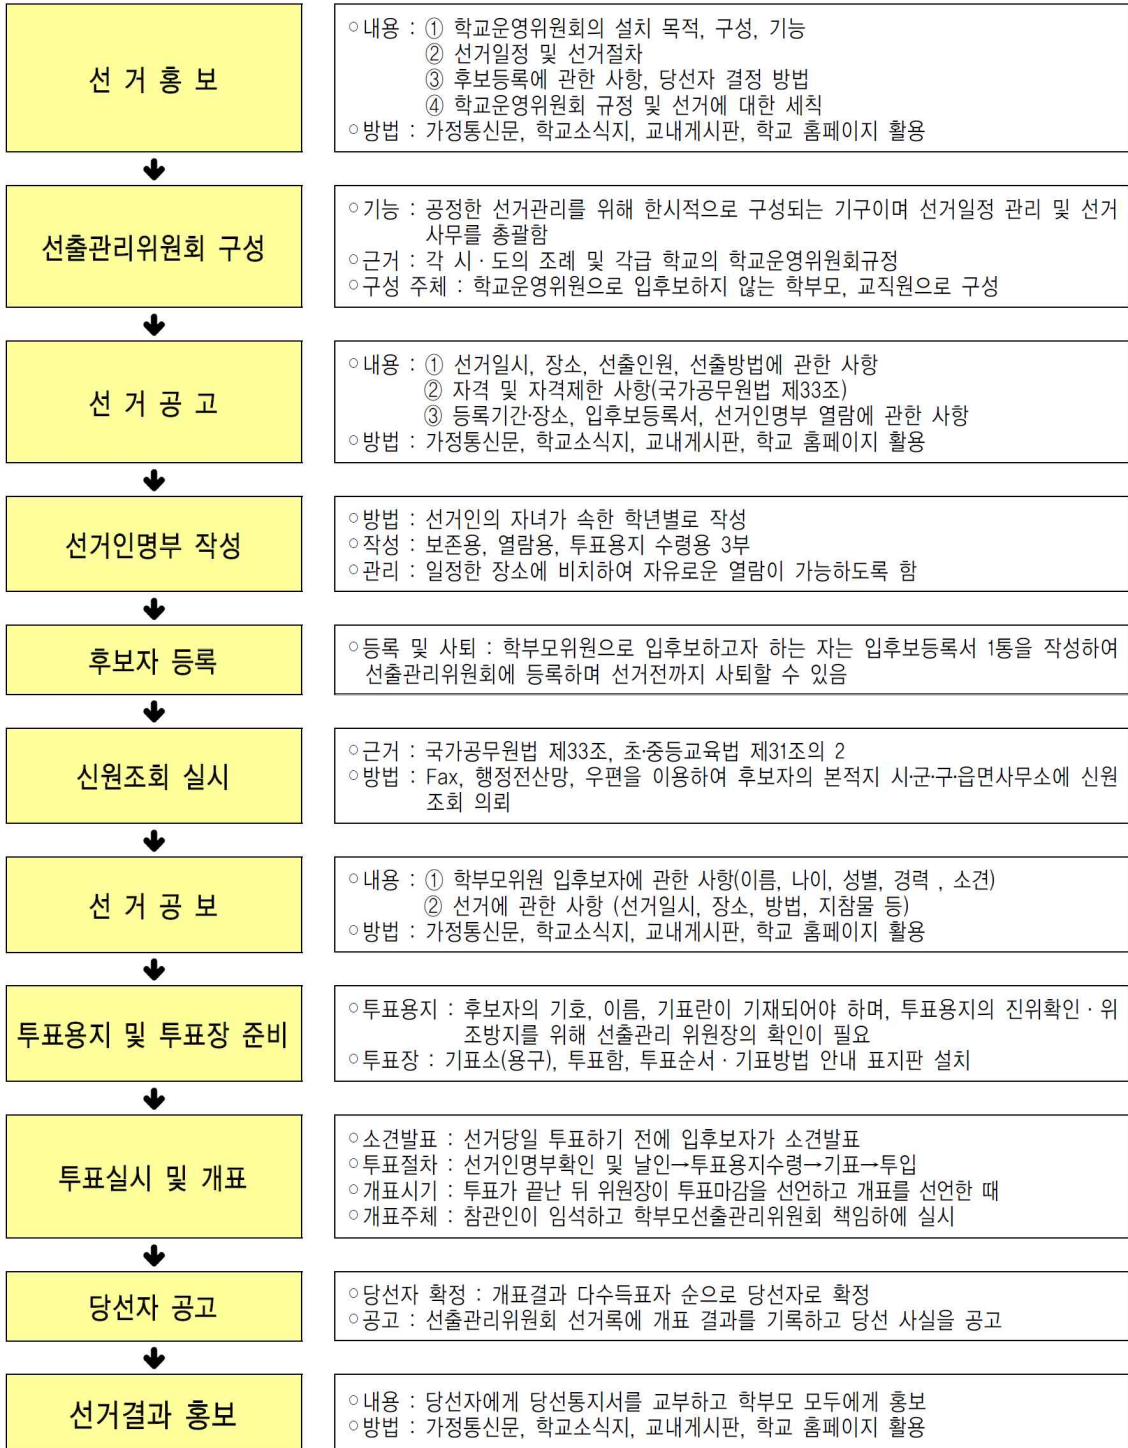 선 거 홍 보
○내용 : ① 학교운영위원회의 설치 목적, 구성, 기능
② 선거일정 및 선거절차
③ 후보등록에 관한 사항, 당선자 결정 방법
④ 학교운영위원회 규정 및 선거에 대한 세칙
○방법 : 가정통신문, 학교소식지, 교내게시판, 학교 홈페이지 활용
선출관리위원회 구성
○기능 : 공정한 선거관리를 위해 한시적으로 구성되는 기구이며 선거일정 관리 및 선거
사무를 총괄함
○근거 : 각 시·도의 조례 및 각급 학교의 학교운영위원회규정
○구성 주체 : 학교운영위원으로 입후보하지 않는 학부모, 교직원으로 구성
선 거 공 고
○내용 : ① 선거일시, 장소, 선출인원, 선출방법에 관한 사항
② 자격 및 자격제한 사항(국가공무원법 제33조)
③ 등록기간·장소, 입후보등록서, 선거인명부 열람에 관한 사항
○방법 : 가정통신문, 학교소식지, 교내게시판, 학교 홈페이지 활용
선거인명부 작성
○방법 : 선거인의 자녀가 속한 학년별로 작성
○작성 : 보존용, 열람용, 투표용지 수령용 3부
○관리 : 일정한 장소에 비치하여 자유로운 열람이 가능하도록 함
후보자 등록
○등록 및 사퇴 : 학부모위원으로 입후보하고자 하는 자는 입후보등록서 1통을 작성하여
선출관리위원회에 등록하며 선거전까지 사퇴할 수 있음
신원조회 실시
○근거 : 국가공무원법 제33조, 초·중등교육법 제31조의 2
○방법 : Fax, 행정전산망, 우편을 이용하여 후보자의 본적지 시·군·구·읍면사무소에 신원
조회 의뢰
선 거 공 보
○내용 : ① 학부모위원 입후보자에 관한 사항(이름, 나이, 성별, 경력 , 소견)
② 선거에 관한 사항 (선거일시, 장소, 방법, 지참물 등)
○방법 : 가정통신문, 학교소식지, 교내게시판, 학교 홈페이지 활용
투표용지 및 투표장 준비
○투표용지 : 후보자의 기호, 이름, 기표란이 기재되어야 하며, 투표용지의 진위확인·위
조방지를 위해 선출관리 위원장의 확인이 필요
○투표장 : 기표소(용구), 투표함, 투표순서·기표방법 안내 표지판 설치
투표실시 및 개표
○소견발표 : 선거당일 투표하기 전에 입후보자가 소견발표
○투표절차 : 선거인명부확인 및 날인→투표용지수령→기표→투입
○개표시기 : 투표가 끝난 뒤 위원장이 투표마감을 선언하고 개표를 선언한 때
○개표주체 : 참관인이 임석하고 학부모선출관리위원회 책임하에 실시
당선자 공고
○당선자 확정 : 개표결과 다수득표자 순으로 당선자로 확정
○공고 : 선출관리위원회 선거록에 개표 결과를 기록하고 당선 사실을 공고
선거결과 홍보
○내용 : 당선자에게 당선통지서를 교부하고 학부모 모두에게 홍보
○방법 : 가정통신문, 학교소식지, 교내게시판, 학교 홈페이지 활용